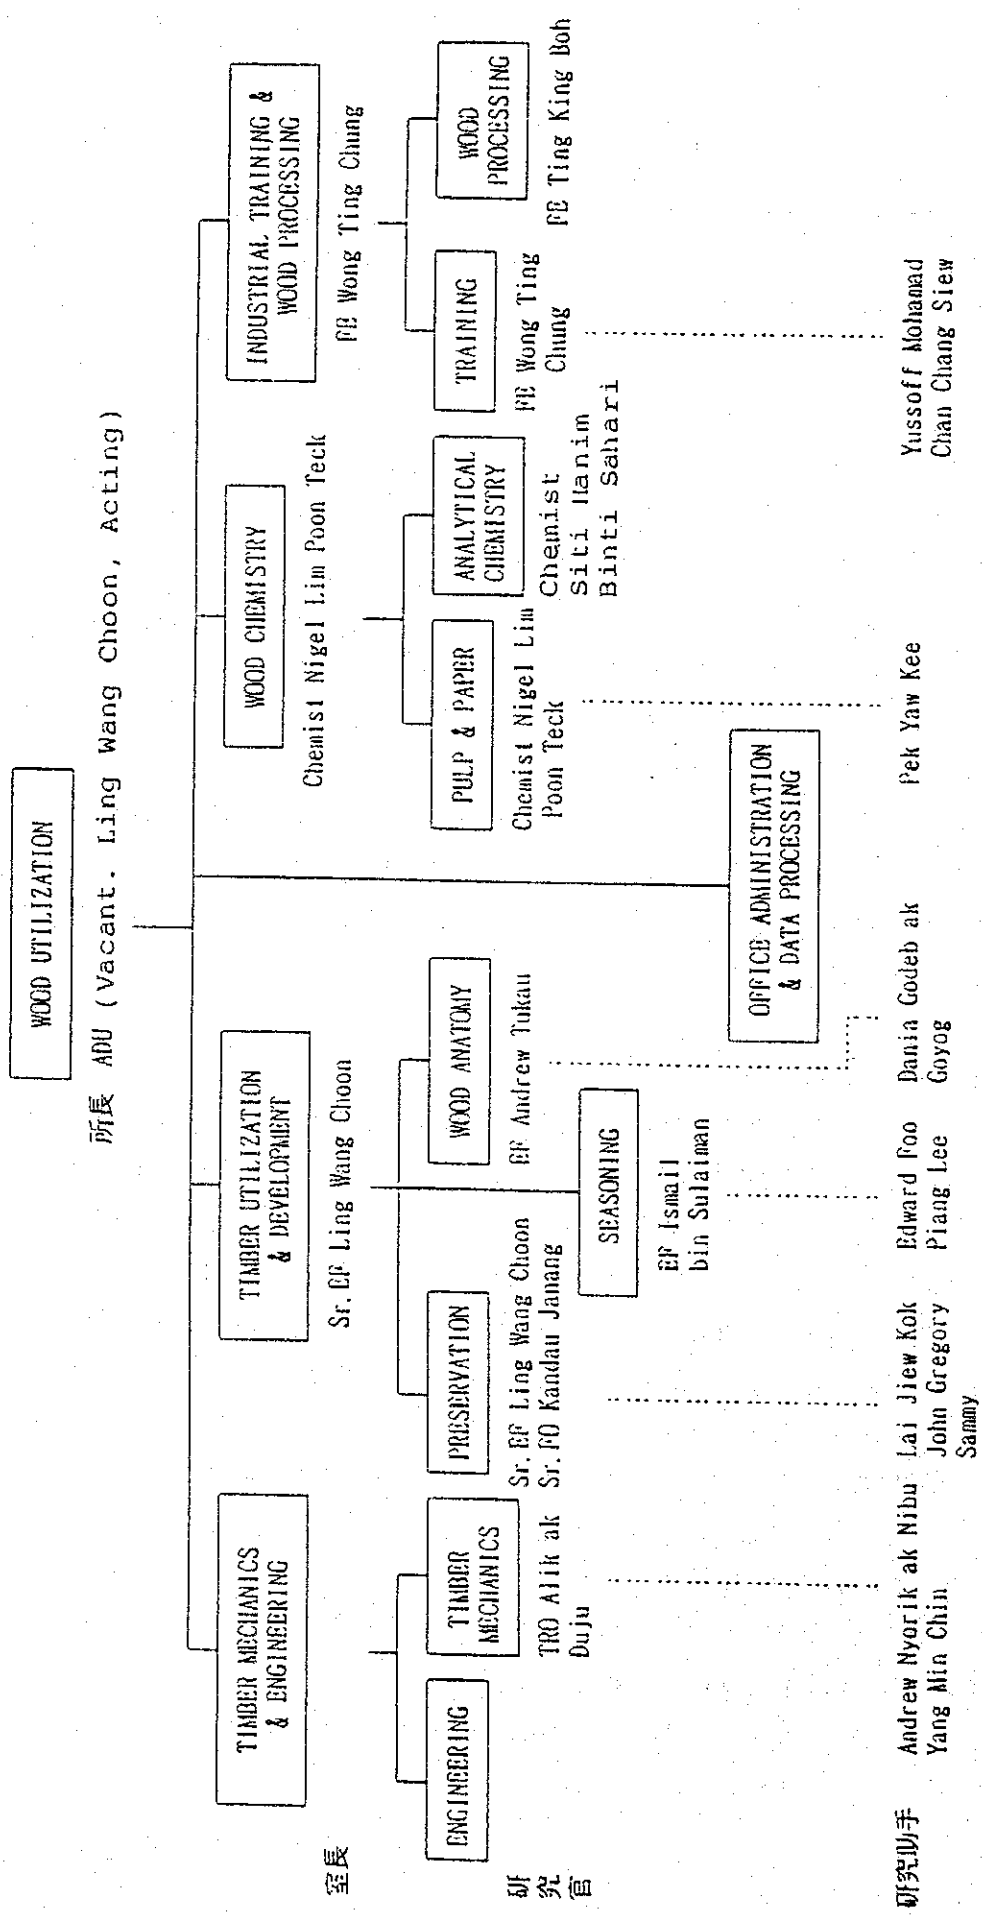 WOOD UTILIZATION
所長 ADU (Vacant. Ling Wang Choon, Acting)
TIMBER MECHANICS
& ENGINEERING
TIMBER UTILIZATION
& DEVELOPMENT
WOOD CHEMISTRY
INDUSTRIAL TRAINING &
WOOD PROCESSING
室長
Sr. EF Ling Wang Choon
Chemist Nigel Lim Poon Teck
FE Wong Ting Chung
ENGINEERING
TIMBER
MECHANICS
PRESERVATION
WOOD ANATOMY
PULP & PAPER
ANALYTICAL
CHEMISTRY
TRAINING
WOOD
PROCESSING
研究官
TRO Alik ak
Duju
Sr. EF Ling Wang Choon
Sr. FO Kandau Janang
EF Andrew Tukau
Chemist Nigel Lim
Poon Teck
Chemist
Siti Hanim
Binti Sahari
FE Wong Ting
Chung
FE Ting King Boh
SEASONING
EF Ismail
bin Sulaiman
OFFICE ADMINISTRATION
& DATA PROCESSING
研究助手
Andrew Nyorik ak Nibu
Yang Min Chin
Lai Jiew Kok
John Gregory
Sammy
Edward Foo
Piang Lee
Dania Godeb ak
Goyog
Pek Yaw Kee
Yussoff Mohamad
Chan Chang Siew